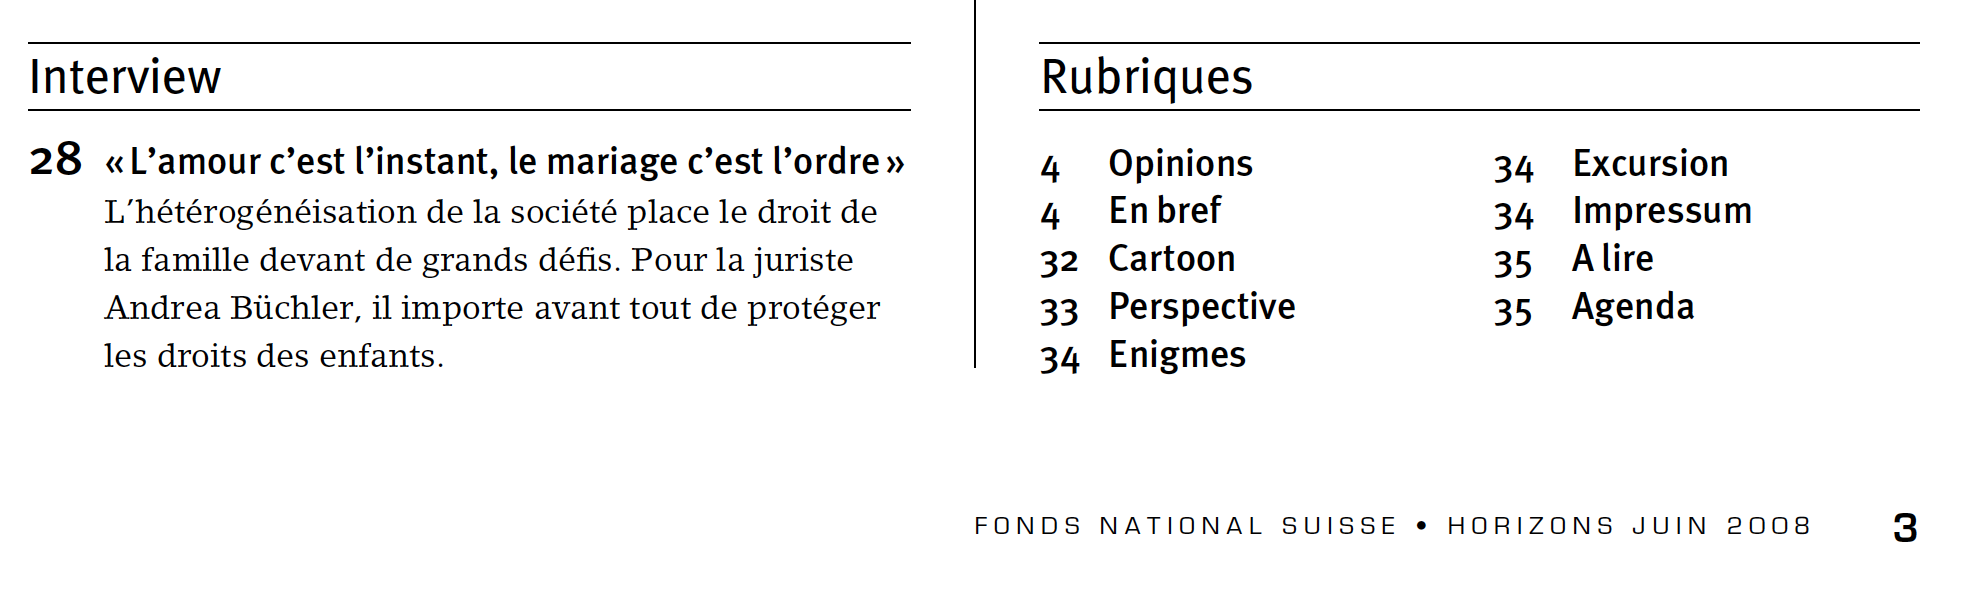 Interview
28 « L’amour c’est l’instant, le mariage c’est l’ordre »
L’hétérogénéisation de la société place le droit de
la famille devant de grands défis. Pour la juriste
Andrea Büchler, il importe avant tout de protéger
les droits des enfants.
Rubriques
4 Opinions
4 En bref
32 Cartoon
33 Perspective
34 Enigmes
34 Excursion
34 Impressum
35 A lire
35 Agenda
FONDS NATIONAL SUISSE • HORIZONS JUIN 2008 3